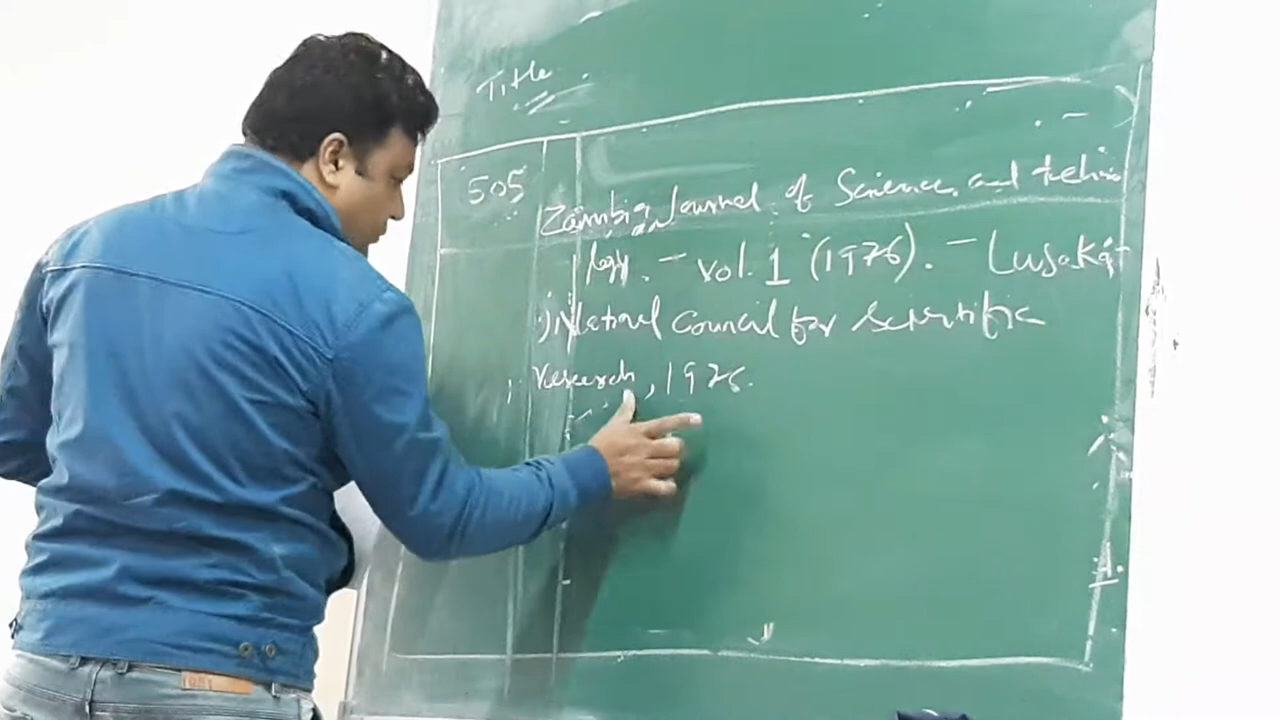 Title
505
Zambia Journal of Science and techno
logy. - Vol. 1 (1976). - Lusaka
: National Council for Scientific
Research, 1976.